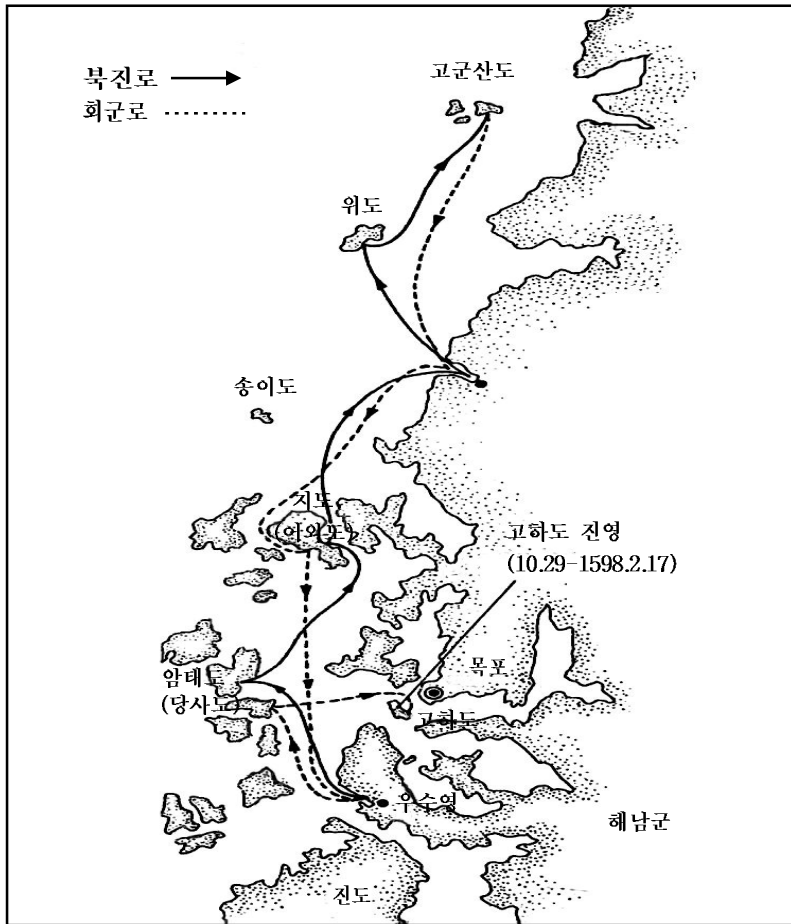 북진로
회군로
고군산도
위도
송이도
지도
(어의도)
고하도 진영
(10.29-1598.2.17)
목포
암태도
(당사도)
고하도
우수영
해남군
진도